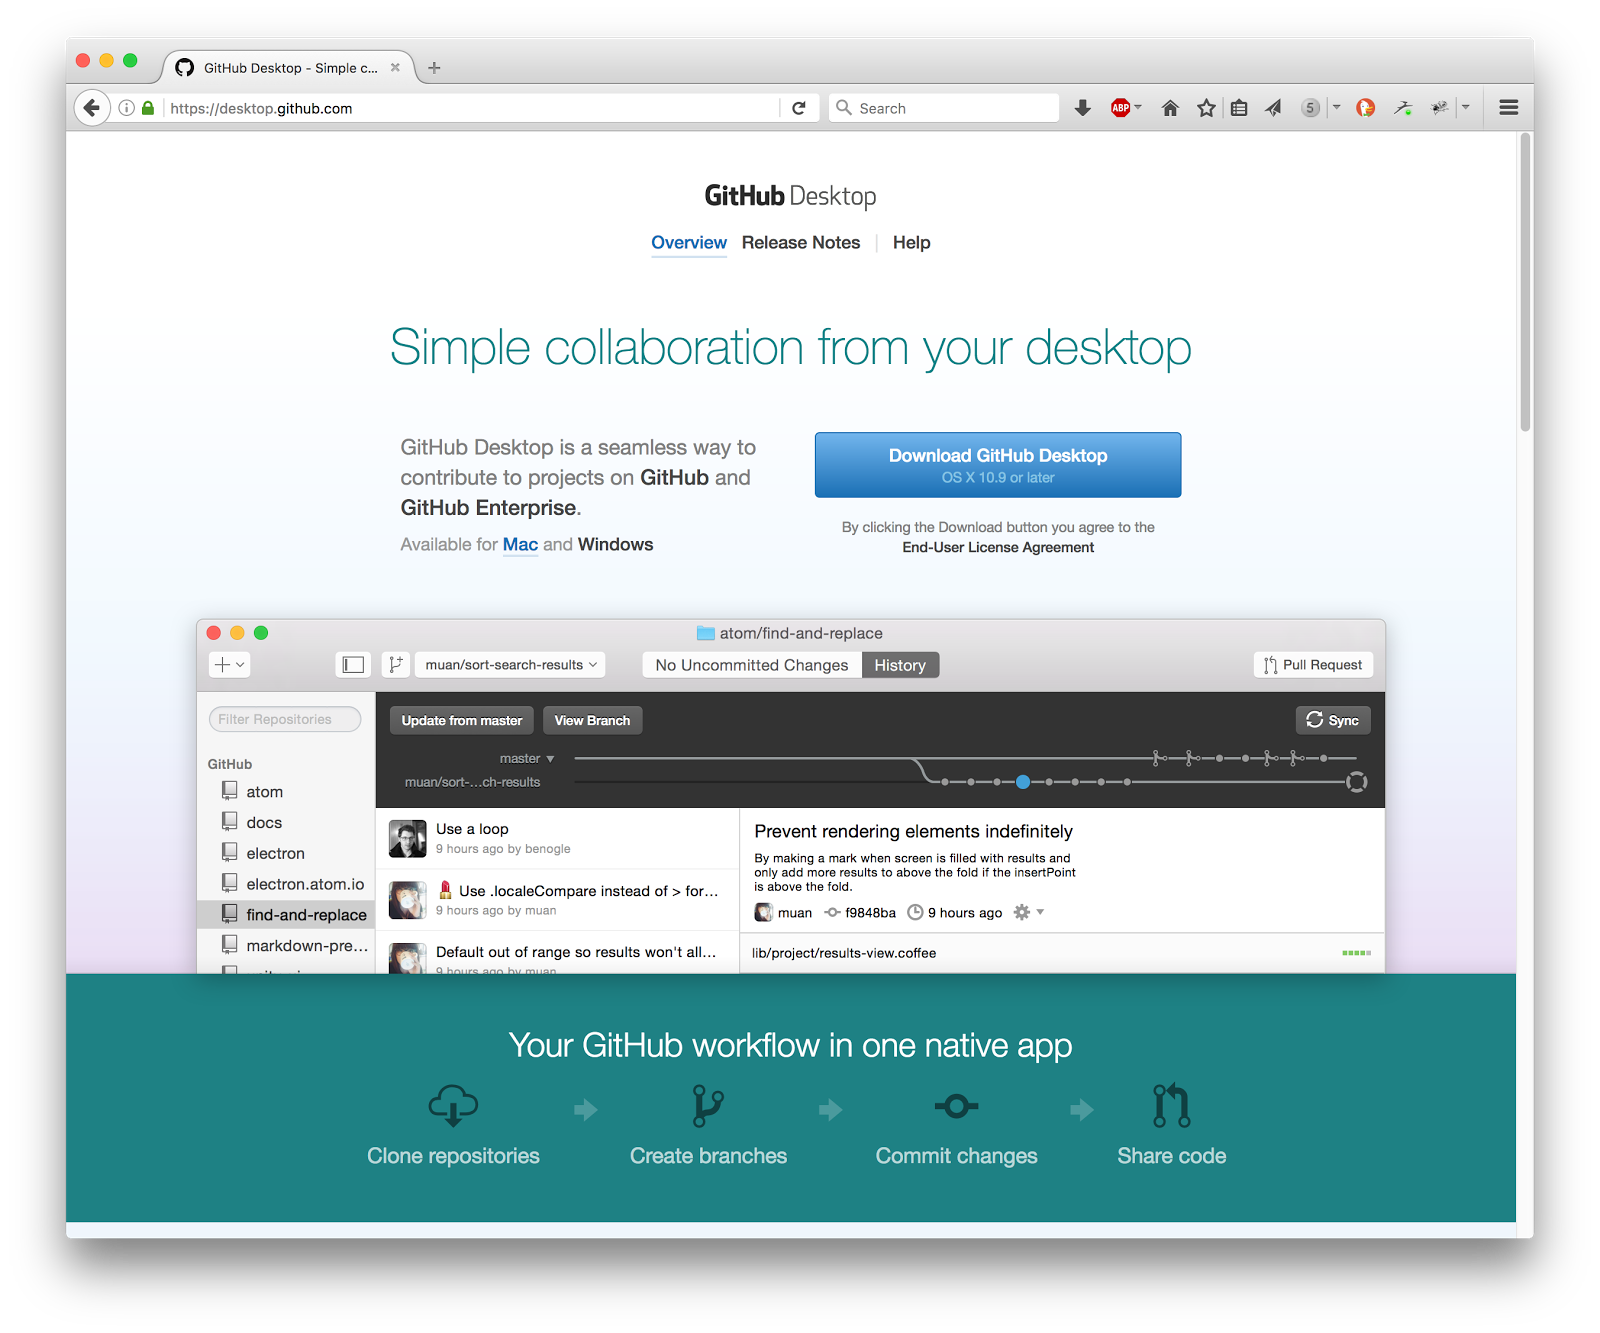 GitHub Desktop - Simple c...
https://desktop.github.com
Search
ABP
5
GitHub Desktop
Overview Release Notes Help
Simple collaboration from your desktop
GitHub Desktop is a seamless way to
contribute to projects on GitHub and
GitHub Enterprise.
Available for Mac and Windows
Download GitHub Desktop
OS X 10.9 or later
By clicking the Download button you agree to the
End-User License Agreement
atom/find-and-replace
muan/sort-search-results
No Uncommitted Changes
History
Pull Request
Filter Repositories
GitHub
atom
docs
electron
electron.atom.io
find-and-replace
markdown-pre...
Update from master
View Branch
Sync
master
muan/sort-...ch-results
Use a loop
9 hours ago by benogle
Use .localeCompare instead of > for...
9 hours ago by muan
Default out of range so results won't all...
9 hours ago by muan
Prevent rendering elements indefinitely
By making a mark when screen is filled with results and
only add more results to above the fold if the insertPoint
is above the fold.
muan f9848ba 9 hours ago
lib/project/results-view.coffee
Your GitHub workflow in one native app
Clone repositories
Create branches
Commit changes
Share code